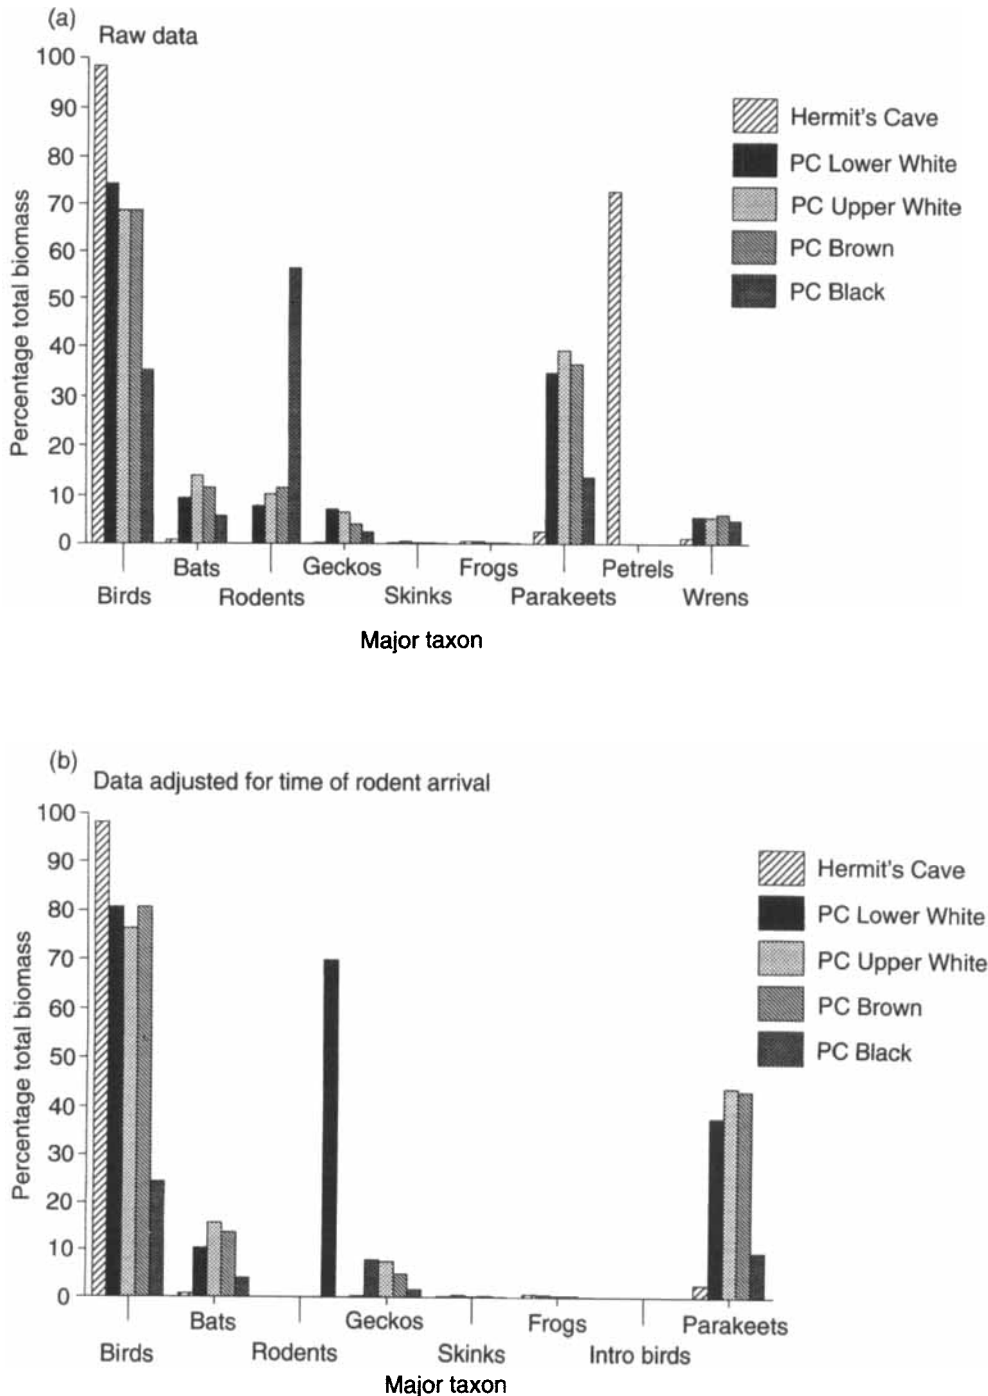 (a)
Raw data
100
90
80
70
60
50
40
30
20
10
0
Percentage total biomass
Hermit's Cave
PC Lower White
PC Upper White
PC Brown
PC Black
Bats
Geckos
Frogs
Petrels
Birds
Rodents
Skinks
Parakeets
Wrens
Major taxon
(b)
Data adjusted for time of rodent arrival
100
90
80
70
60
50
40
30
20
10
0
Percentage total biomass
Hermit's Cave
PC Lower White
PC Upper White
PC Brown
PC Black
Bats
Geckos
Frogs
Parakeets
Birds
Rodents
Skinks
Intro birds
Major taxon